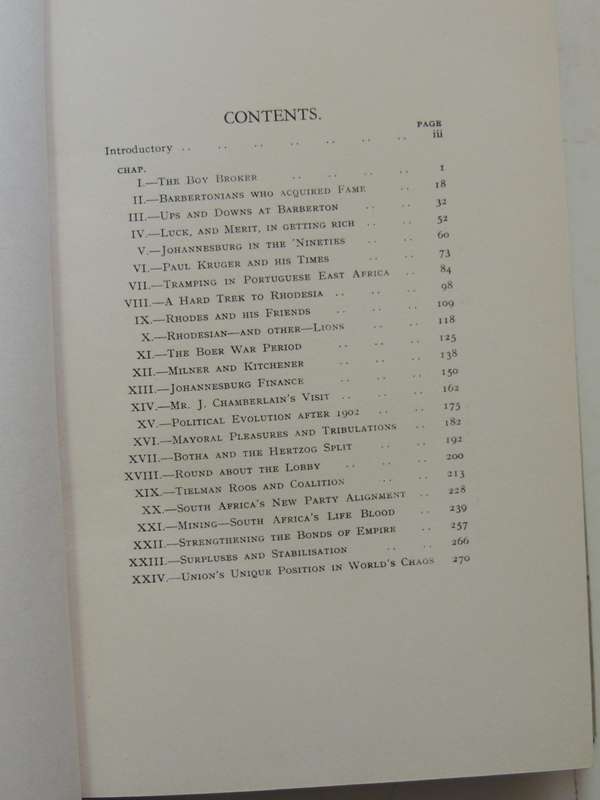 CONTENTS.
PAGE
Introductory .. .. .. .. .. .. .. iii
CHAP.
I.—The Boy Broker .. .. .. .. 1
II.—Barbertonians who acquired Fame .. 18
III.—Ups and Downs at Barberton .. .. 32
IV.—Luck, and Merit, in getting rich .. .. 52
V.—Johannesburg in the 'Nineties .. .. 60
VI.—Paul Kruger and his Times .. .. 73
VII.—Tramping in Portuguese East Africa .. 84
VIII.—A Hard Trek to Rhodesia .. .. .. 98
IX.—Rhodes and his Friends .. .. 109
X.—Rhodesian—and other—Lions .. .. 118
XI.—The Boer War Period .. .. 125
XII.—Milner and Kitchener .. .. 138
XIII.—Johannesburg Finance .. .. 150
XIV.—Mr. J. Chamberlain's Visit .. .. 162
XV.—Political Evolution after 1902 .. .. 175
XVI.—Mayoral Pleasures and Tribulations .. 182
XVII.—Botha and the Hertzog Split .. .. 192
XVIII.—Round about the Lobby .. .. 200
XIX.—Tielman Roos and Coalition .. .. 213
XX.—South Africa's New Party Alignment .. 228
XXI.—Mining—South Africa's Life Blood .. 239
XXII.—Strengthening the Bonds of Empire .. 257
XXIII.—Surpluses and Stabilisation .. .. 266
XXIV.—Union's Unique Position in World's Chaos 270